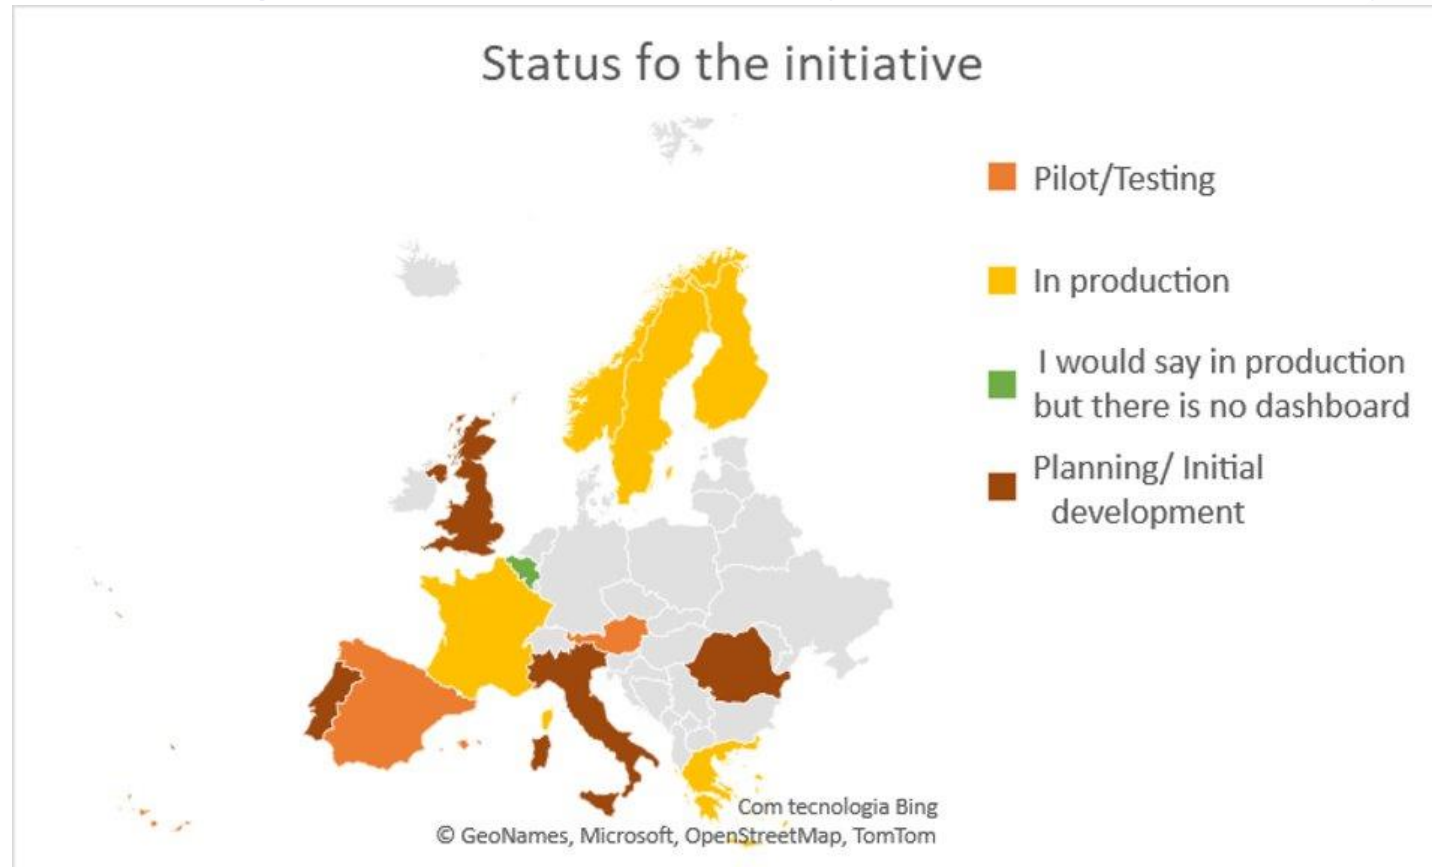 Status fo the initiative
Pilot/Testing
In production
I would say in production
but there is no dashboard
Planning/ Initial
development
Com tecnologia Bing
© GeoNames, Microsoft, OpenStreetMap, TomTom